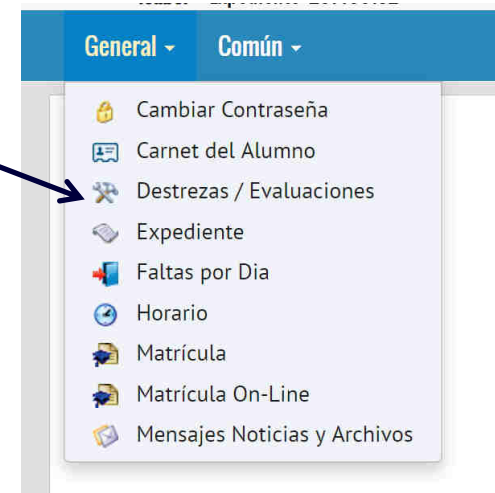 General Común
Cambiar Contraseña
Carnet del Alumno
Destrezas / Evaluaciones
Expediente
Faltas por Dia
Horario
Matrícula
Matrícula On-Line
Mensajes Noticias y Archivos